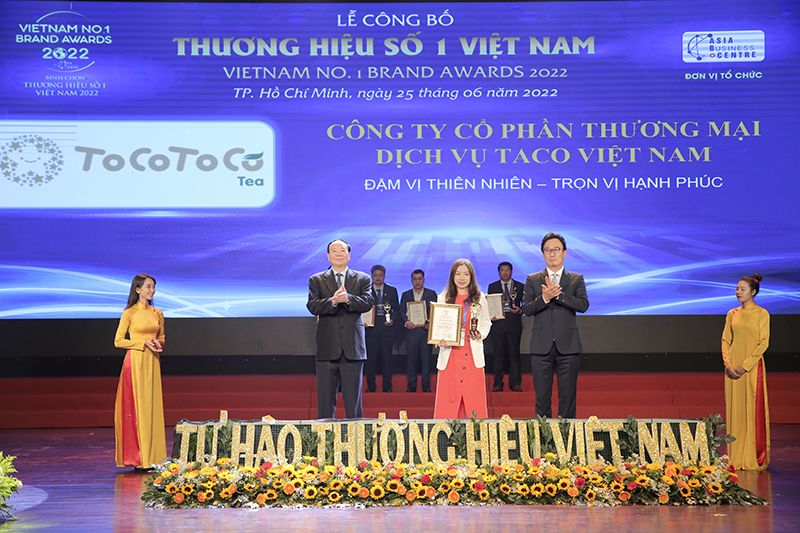 VIETNAM NO.1
BRAND AWARDS
2022
BÌNH CHỌN
THƯƠNG HIỆU SỐ 1
VIỆT NAM 2022
LỄ CÔNG BỐ
THƯƠNG HIỆU SỐ 1 VIỆT NAM
VIETNAM NO. 1 BRAND AWARDS 2022
TP. HỒ CHÍ MINH, NGÀY 25 THÁNG 06 NĂM 2022
ASIA
BUSINESS
CENTRE
ĐƠN VỊ TỔ CHỨC
ToCoToCo
Tea
CÔNG TY CỔ PHẦN THƯƠNG MẠI
DỊCH VỤ TACO VIỆT NAM
ĐẬM VỊ THIÊN NHIÊN – TRỌN VỊ HẠNH PHÚC
TỰ HÀO THƯƠNG HIỆU VIỆT NAM